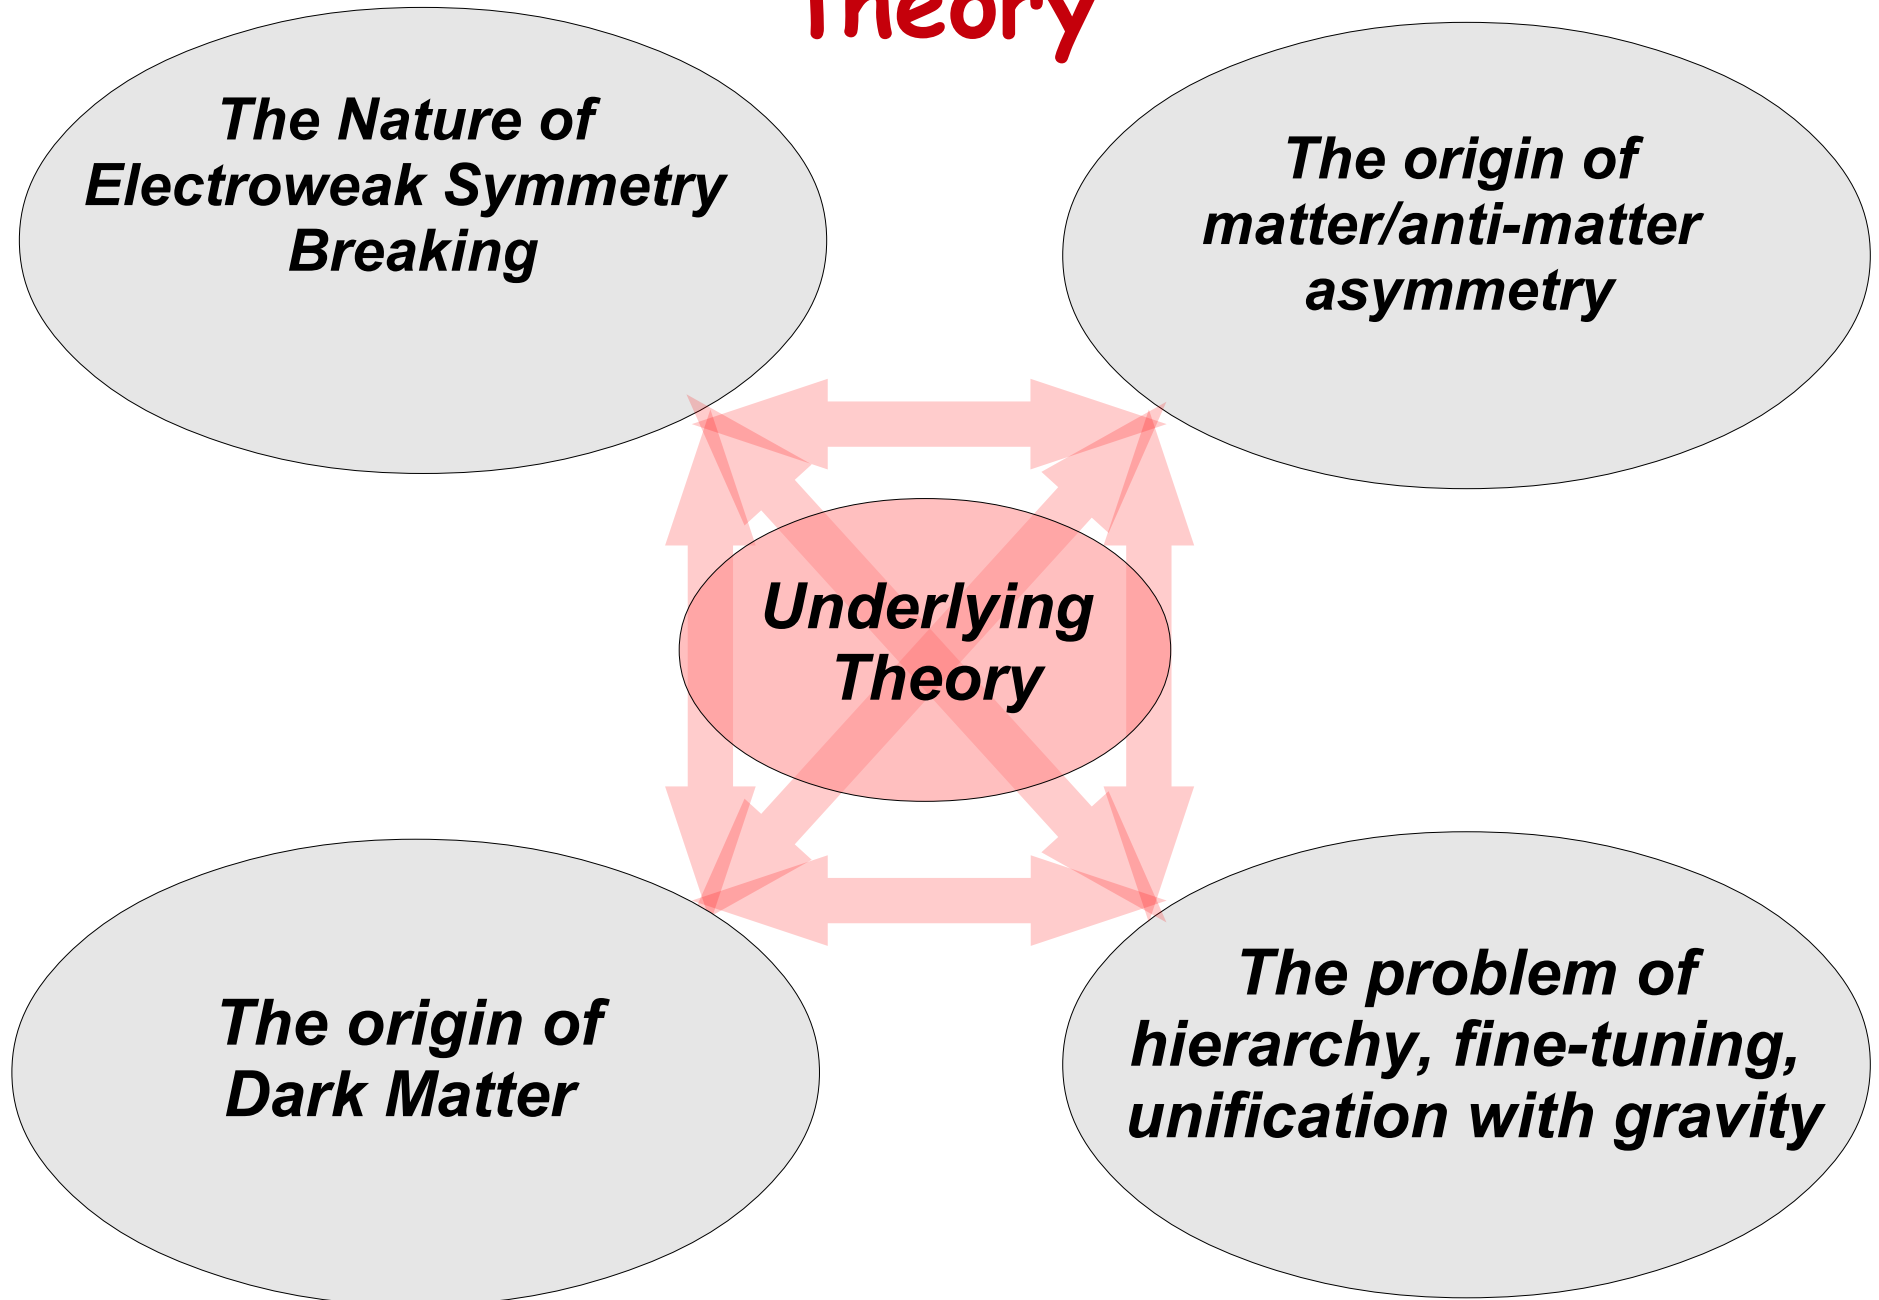 Theory
The Nature of
Electroweak Symmetry
Breaking
The origin of
matter/anti-matter
asymmetry
Underlying
Theory
The origin of
Dark Matter
The problem of
hierarchy, fine-tuning,
unification with gravity